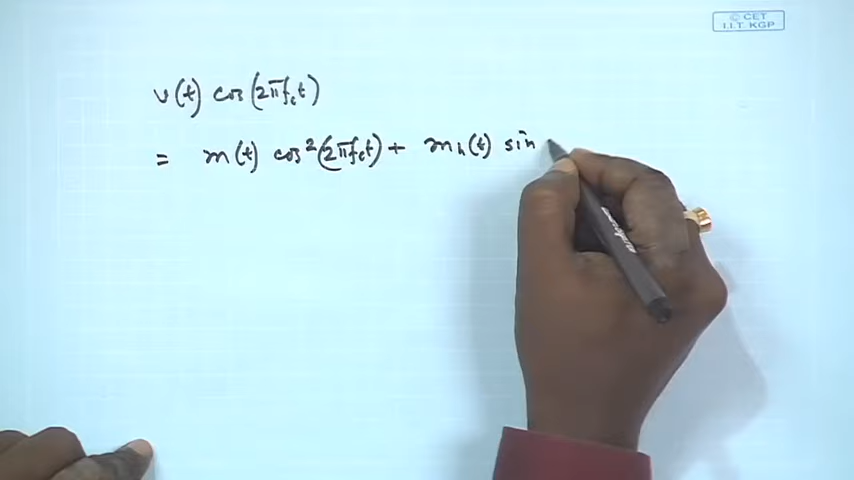 © CET
I.I.T. KGP
v(t) cos(2πf_c t)
= m(t) cos²(2πf_c t) + m_h(t) sin